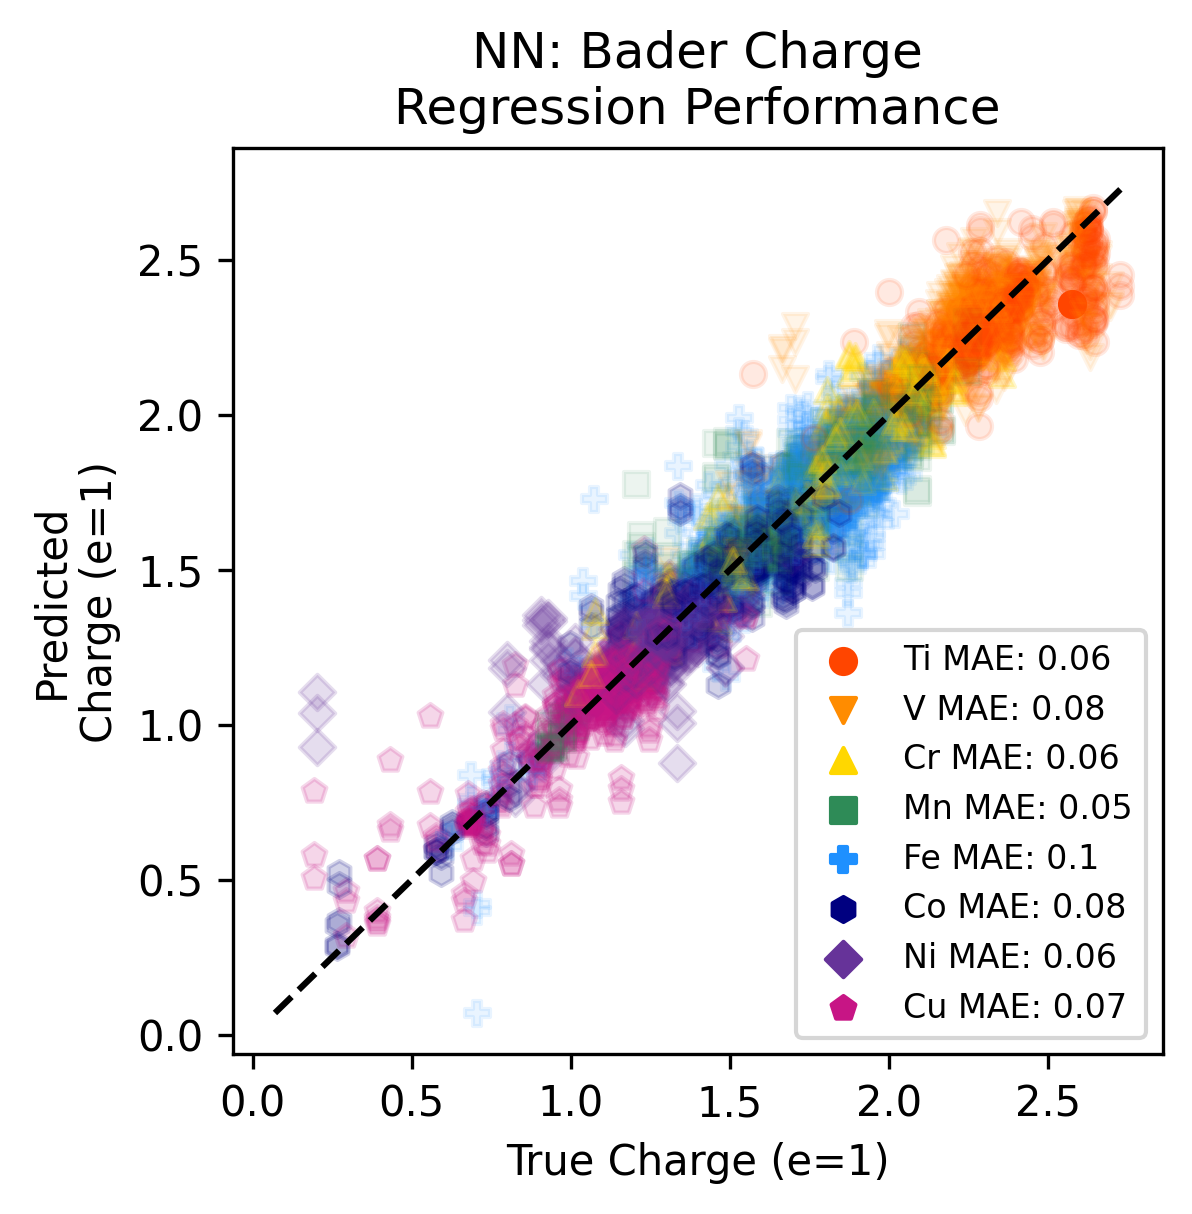 NN: Bader Charge
Regression Performance
Predicted
Charge (e=1)
2.5
2.0
1.5
1.0
0.5
0.0
Ti MAE: 0.06
V MAE: 0.08
Cr MAE: 0.06
Mn MAE: 0.05
Fe MAE: 0.1
Co MAE: 0.08
Ni MAE: 0.06
Cu MAE: 0.07
0.0 0.5 1.0 1.5 2.0 2.5
True Charge (e=1)